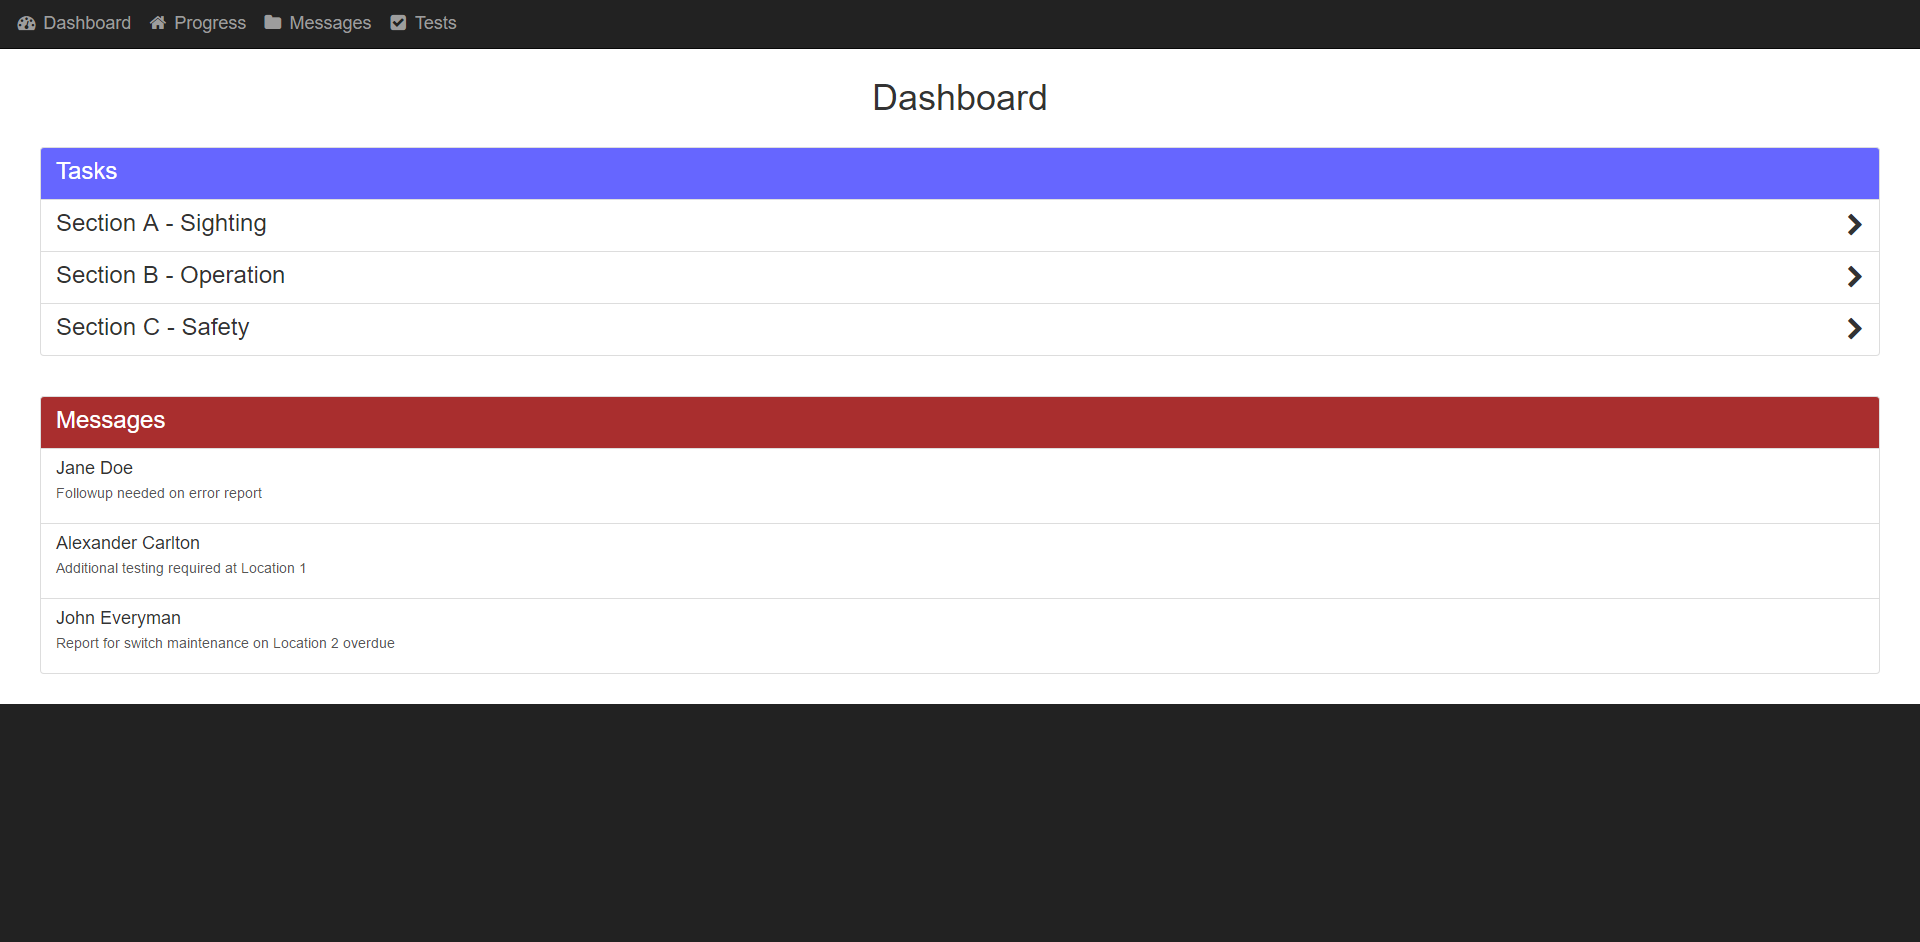 Dashboard Progress Messages Tests
Dashboard
Tasks
Section A - Sighting
Section B - Operation
Section C - Safety
Messages
Jane Doe
Followup needed on error report
Alexander Carlton
Additional testing required at Location 1
John Everyman
Report for switch maintenance on Location 2 overdue